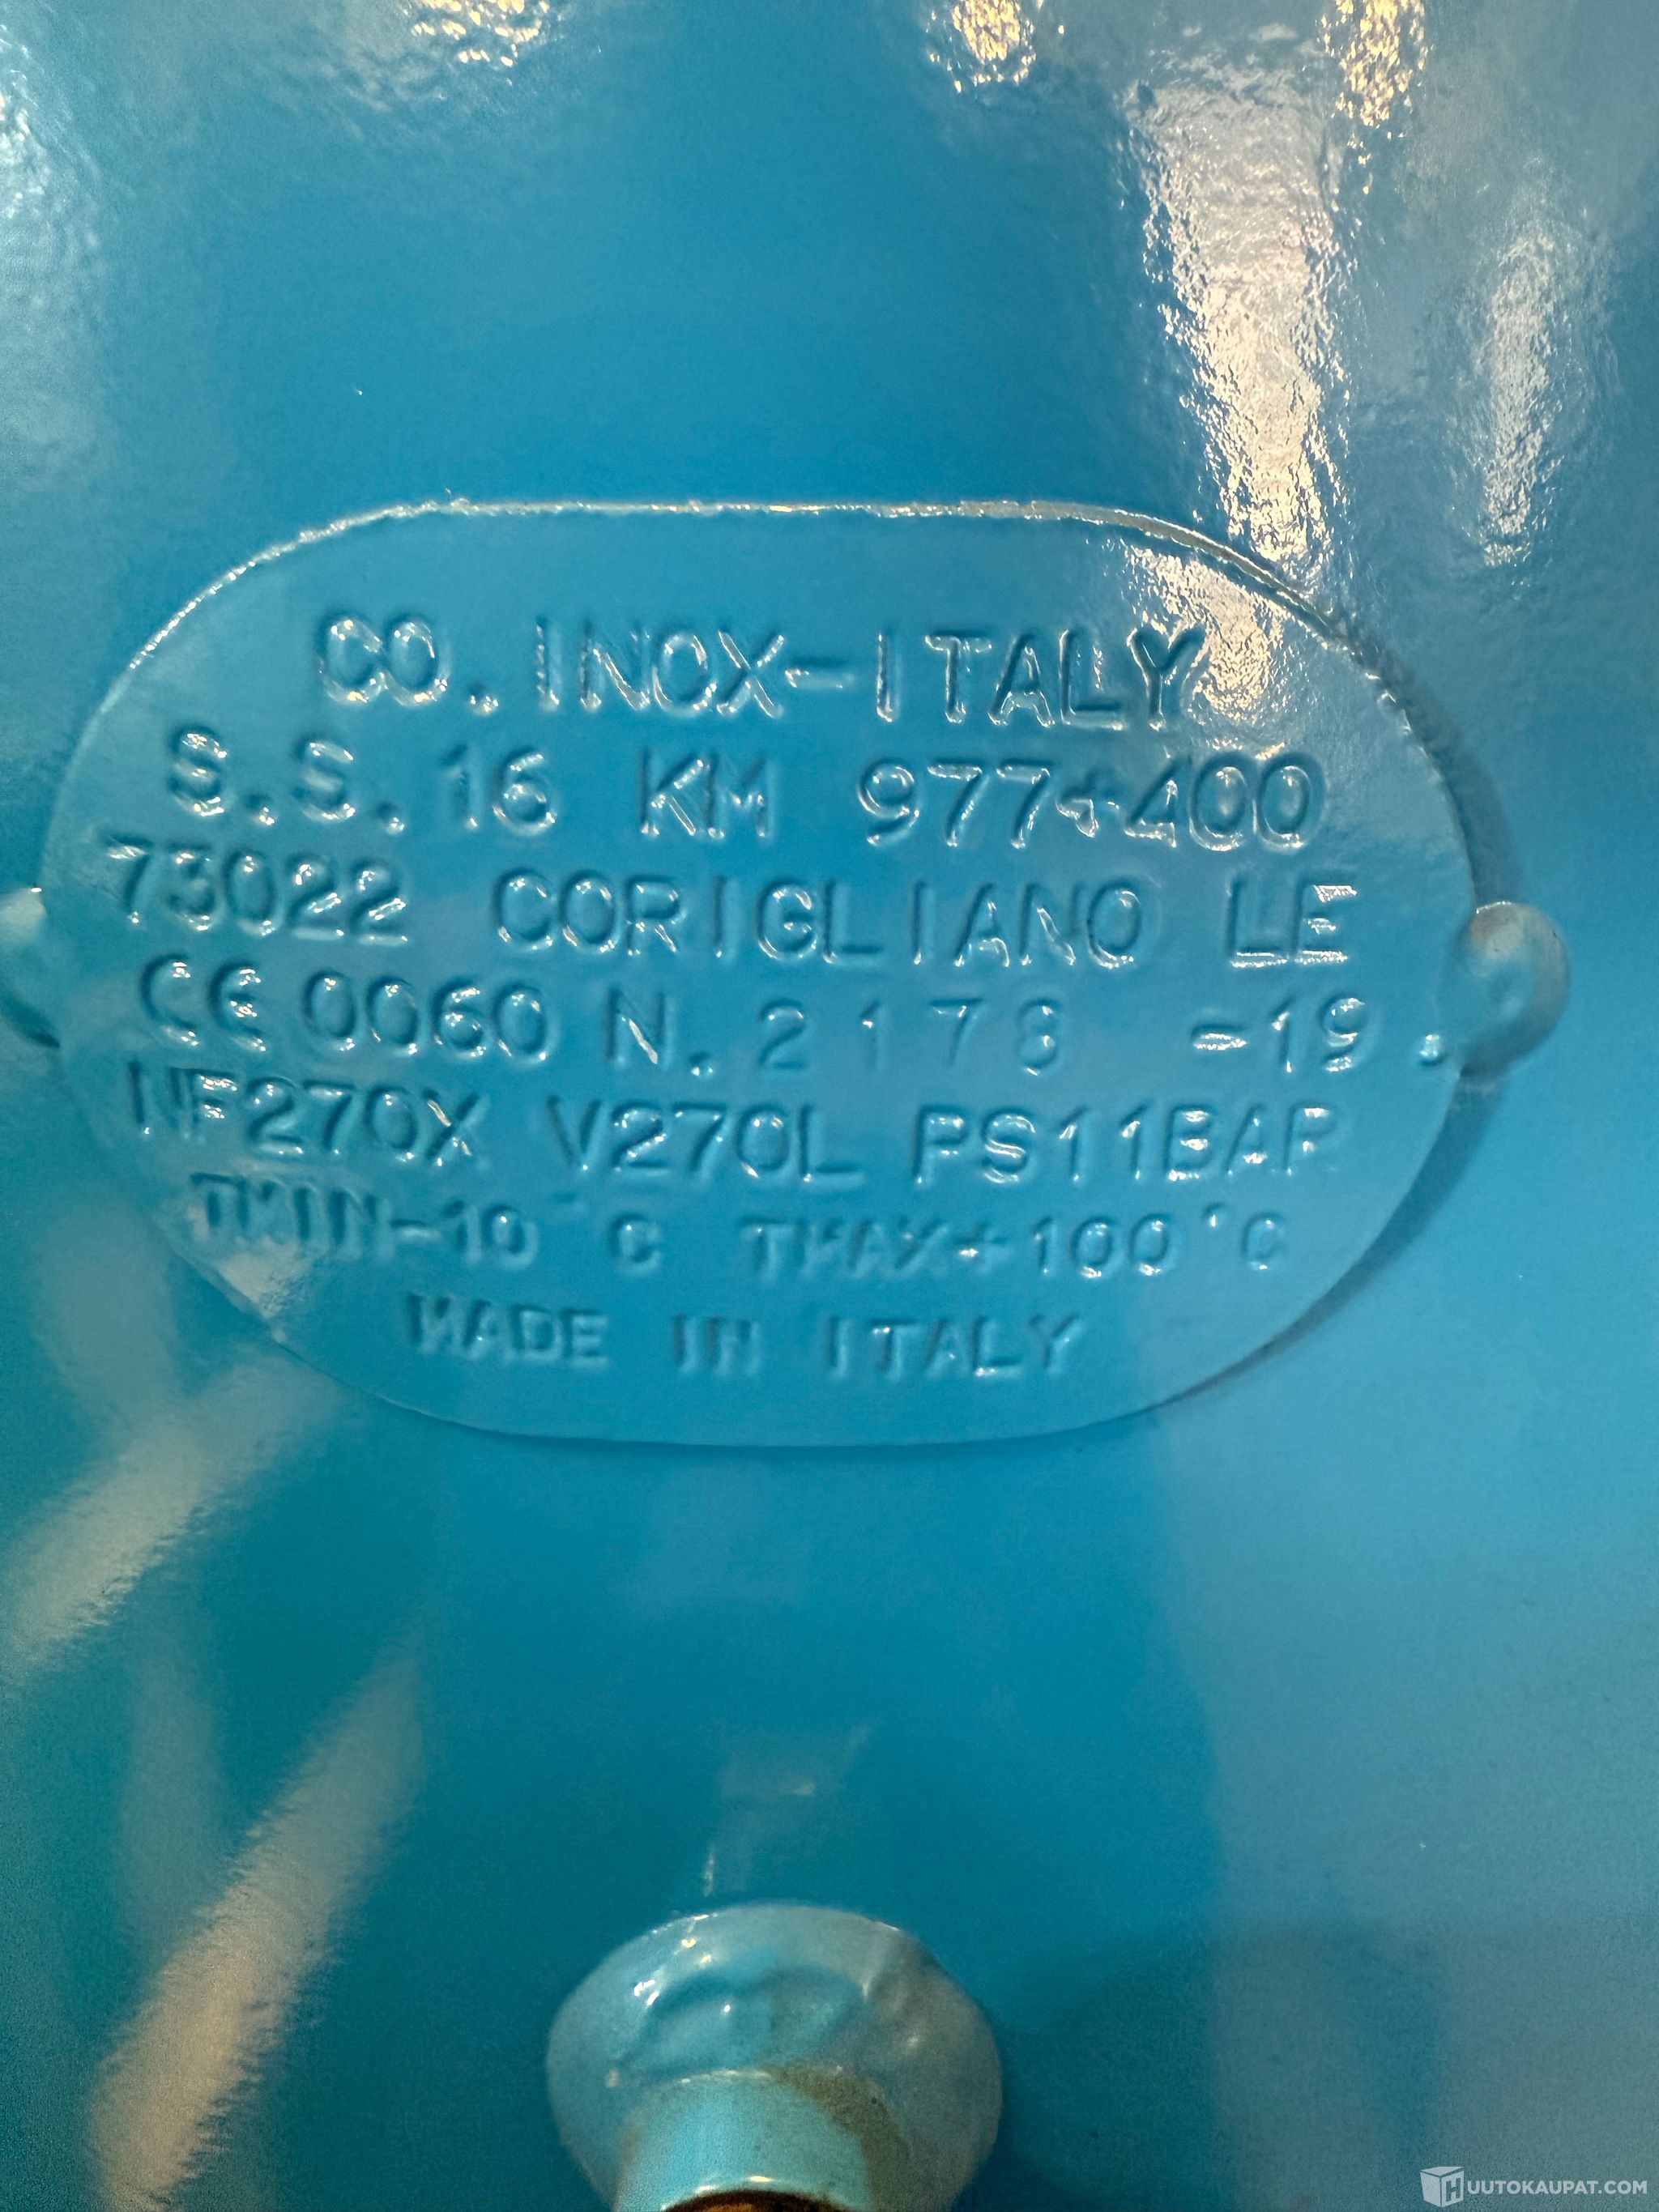 CO.INOX-ITALY
S.S.16 KM 977+400
73022 CORIGLIANO LE
CE 0060 N. 2178 -19.
NF270X V270L PS11BAR
TMIN-10°C TMAX+100°C
MADE IN ITALY
HUUTOKAUPAT.COM